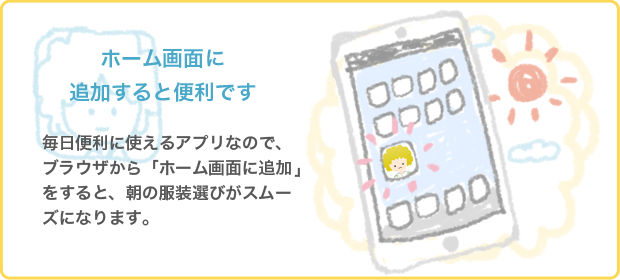 ホーム画面に
追加すると便利です
毎日便利に使えるアプリなので、
ブラウザから「ホーム画面に追加」
をすると、朝の服装選びがスムー
ズになります。